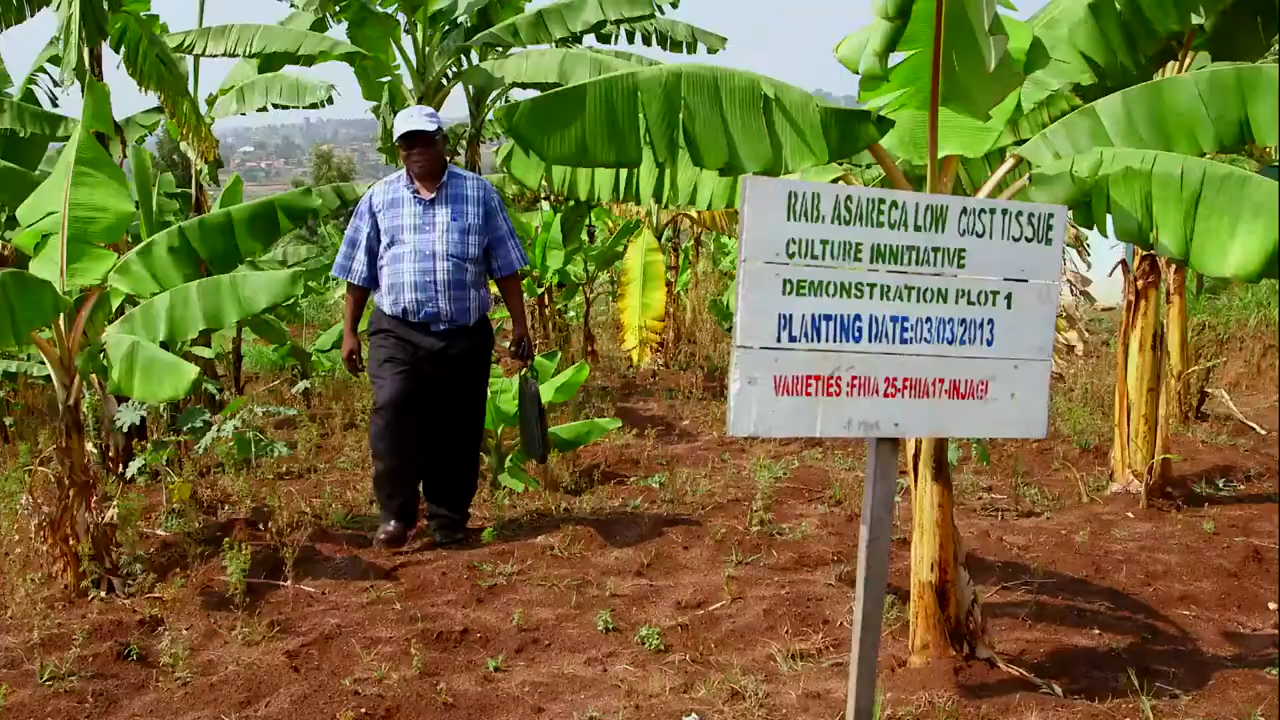 RAB. ASARECA LOW COST TISSUE
CULTURE INNITIATIVE
DEMONSTRATION PLOT 1
PLANTING DATE:03/03/2013
VARIETIES :FHIA 25-FHIA17-INJAGI